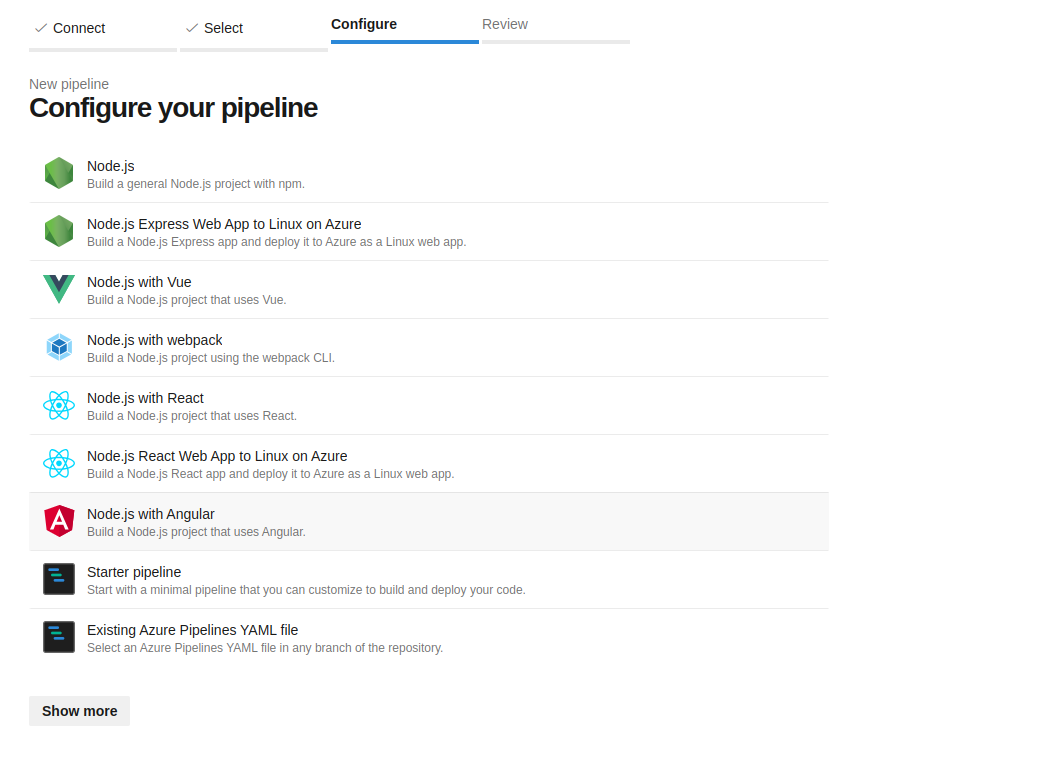 Connect Select Configure Review
New pipeline
Configure your pipeline
Node.js
Build a general Node.js project with npm.
Node.js Express Web App to Linux on Azure
Build a Node.js Express app and deploy it to Azure as a Linux web app.
Node.js with Vue
Build a Node.js project that uses Vue.
Node.js with webpack
Build a Node.js project using the webpack CLI.
Node.js with React
Build a Node.js project that uses React.
Node.js React Web App to Linux on Azure
Build a Node.js React app and deploy it to Azure as a Linux web app.
Node.js with Angular
Build a Node.js project that uses Angular.
Starter pipeline
Start with a minimal pipeline that you can customize to build and deploy your code.
Existing Azure Pipelines YAML file
Select an Azure Pipelines YAML file in any branch of the repository.
Show more